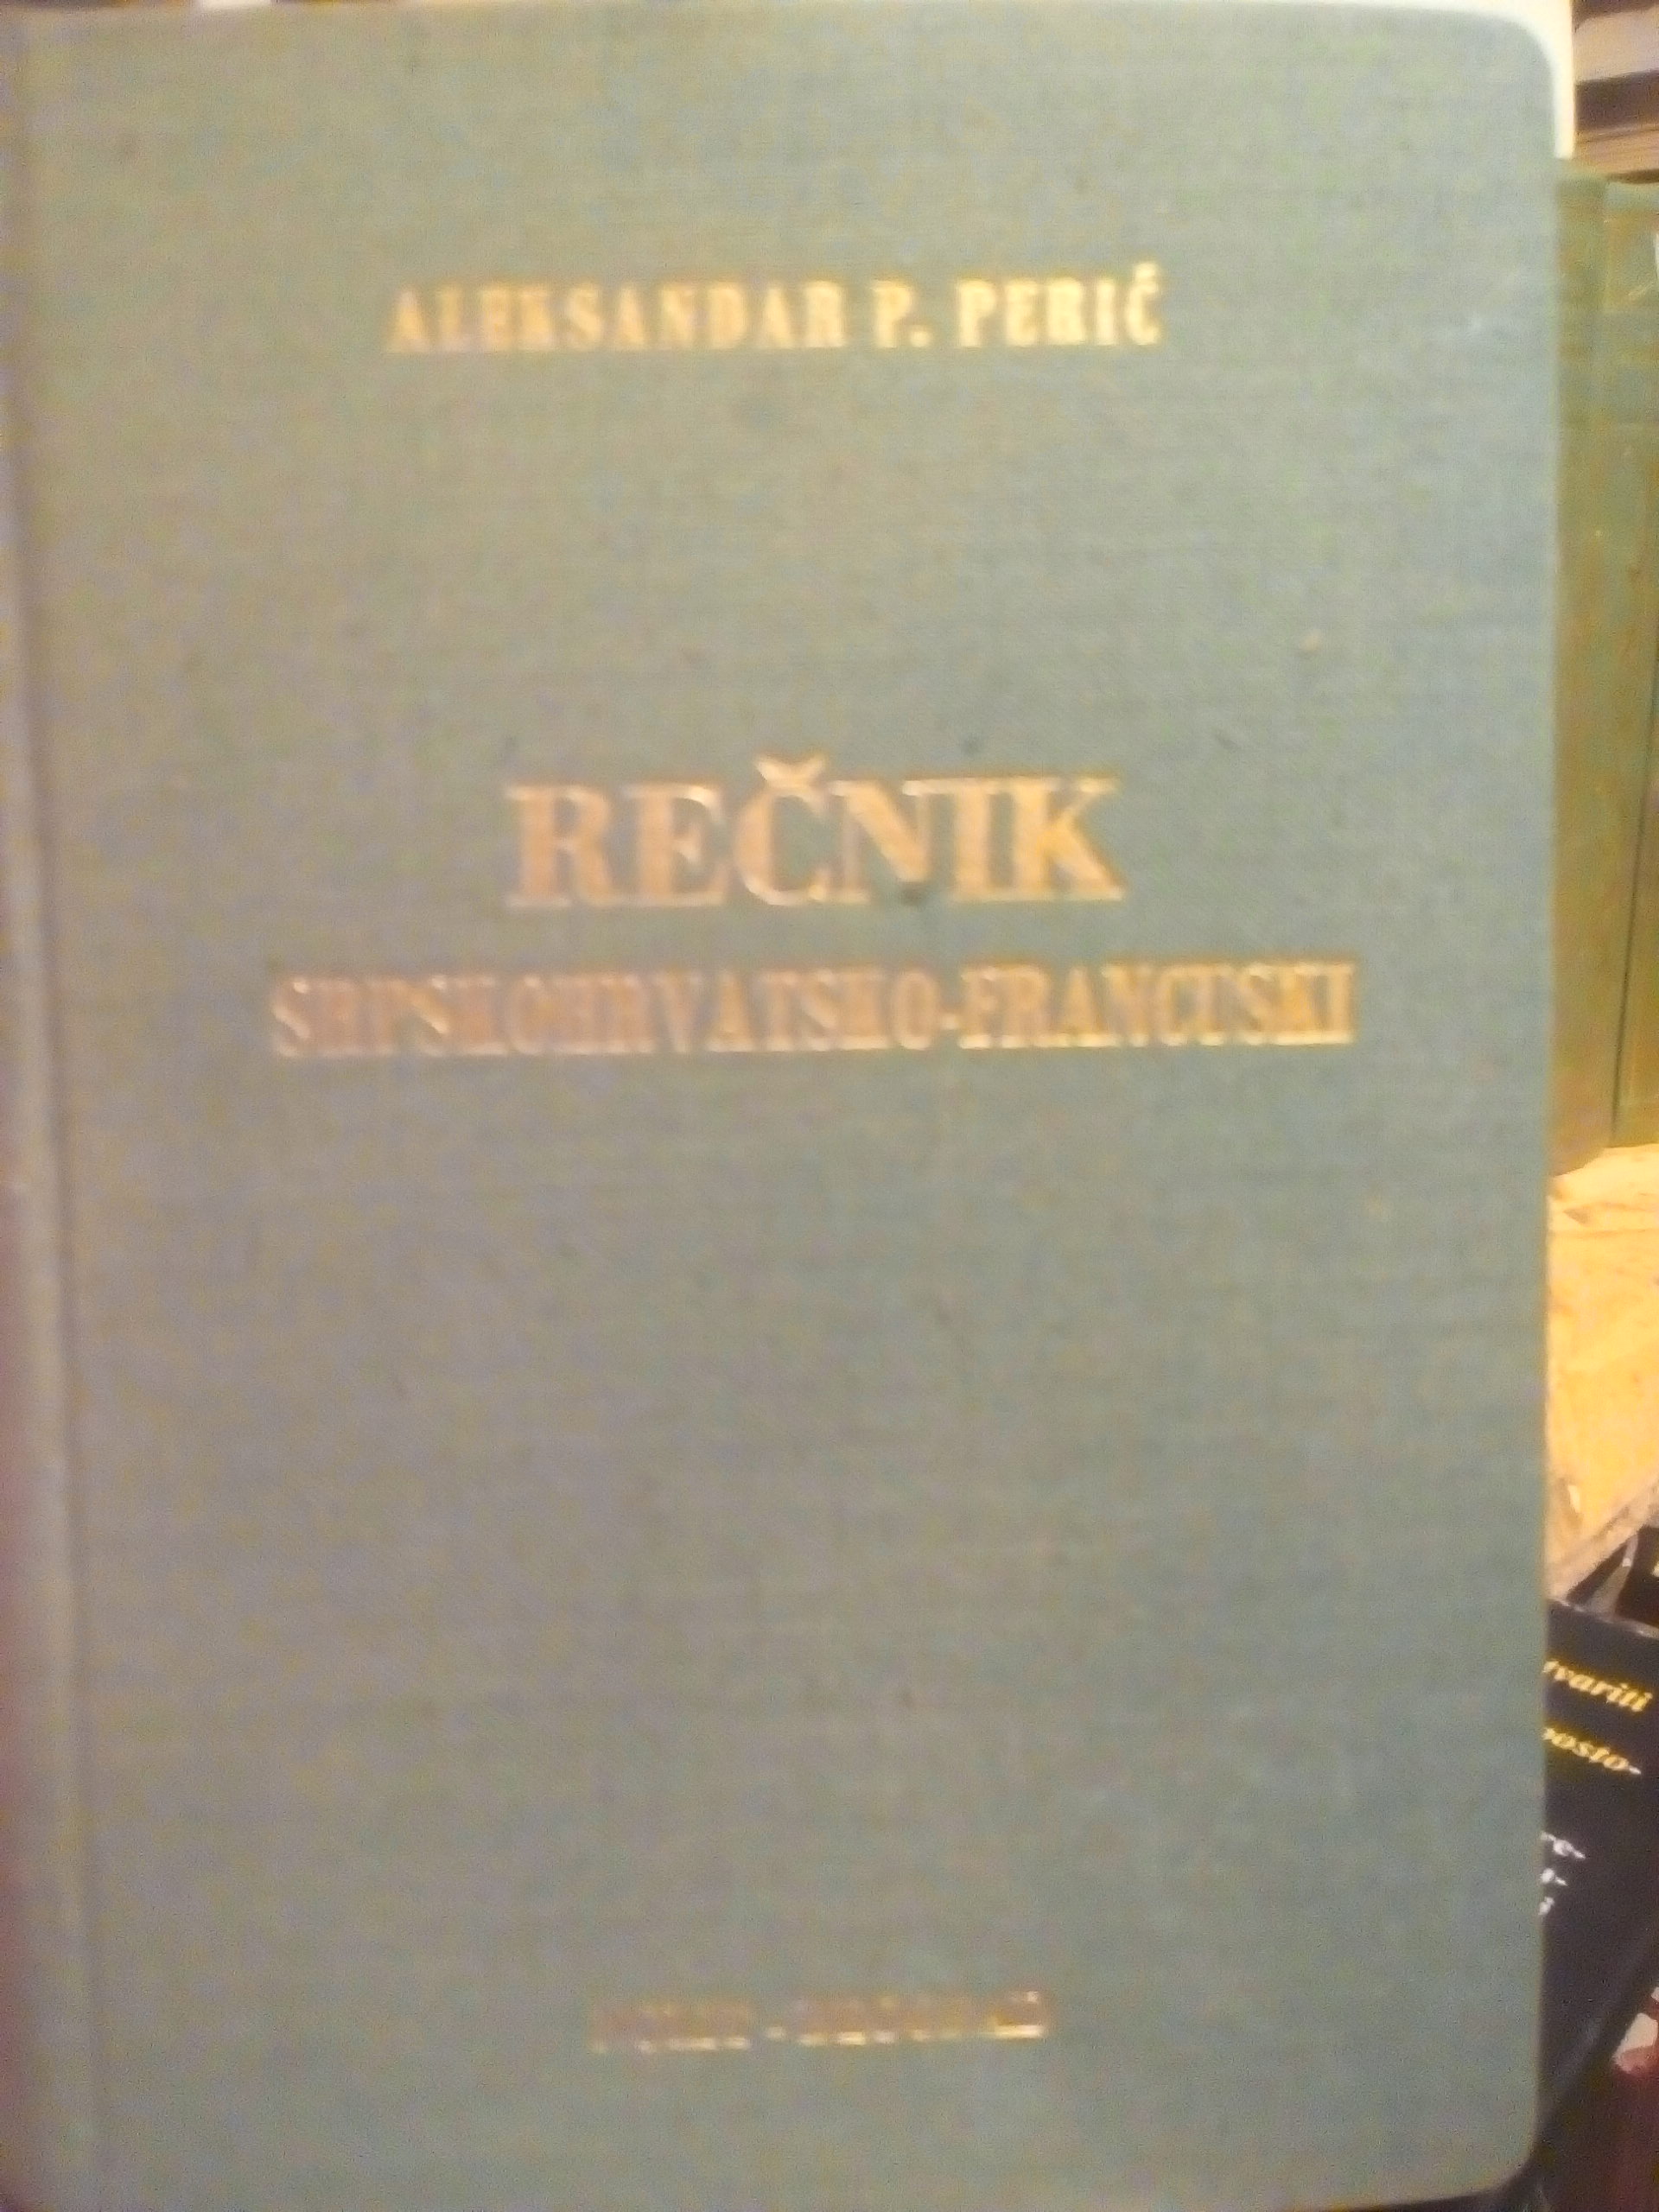 ALEKSANDAR P. PERIĆ
REČNIK
SRPSKOHRVATSKO-FRANCUSKI